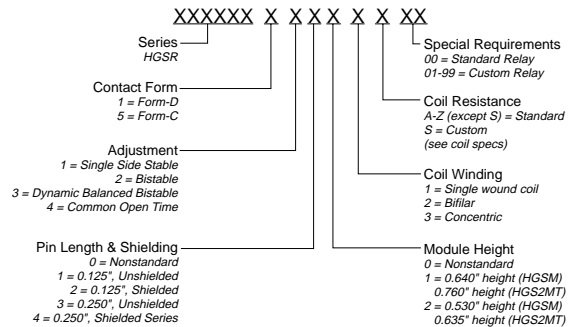 XXXXXX X X X X X X XX
Series
HGSR
Contact Form
1 = Form-D
5 = Form-C
Adjustment
1 = Single Side Stable
2 = Bistable
3 = Dynamic Balanced Bistable
4 = Common Open Time
Pin Length & Shielding
0 = Nonstandard
1 = 0.125", Unshielded
2 = 0.125", Shielded
3 = 0.250", Unshielded
4 = 0.250", Shielded Series
Special Requirements
00 = Standard Relay
01-99 = Custom Relay
Coil Resistance
A-Z (except S) = Standard
S = Custom
(see coil specs)
Coil Winding
1 = Single wound coil
2 = Bifilar
3 = Concentric
Module Height
0 = Nonstandard
1 = 0.640" height (HGSM)
0.760" height (HGS2MT)
2 = 0.530" height (HGSM)
0.635" height (HGS2MT)